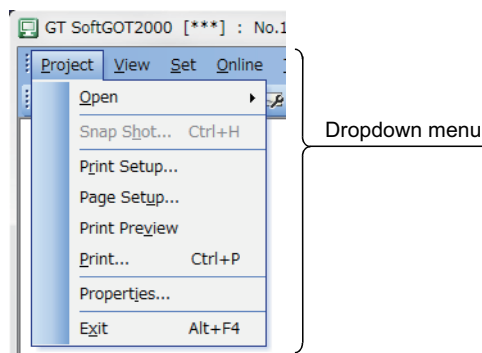 GT SoftGOT2000 [***] : No.1
Project View Set Online
Open
Snap Shot... Ctrl+H
Print Setup...
Page Setup...
Print Preview
Print... Ctrl+P
Properties...
Exit Alt+F4
Dropdown menu